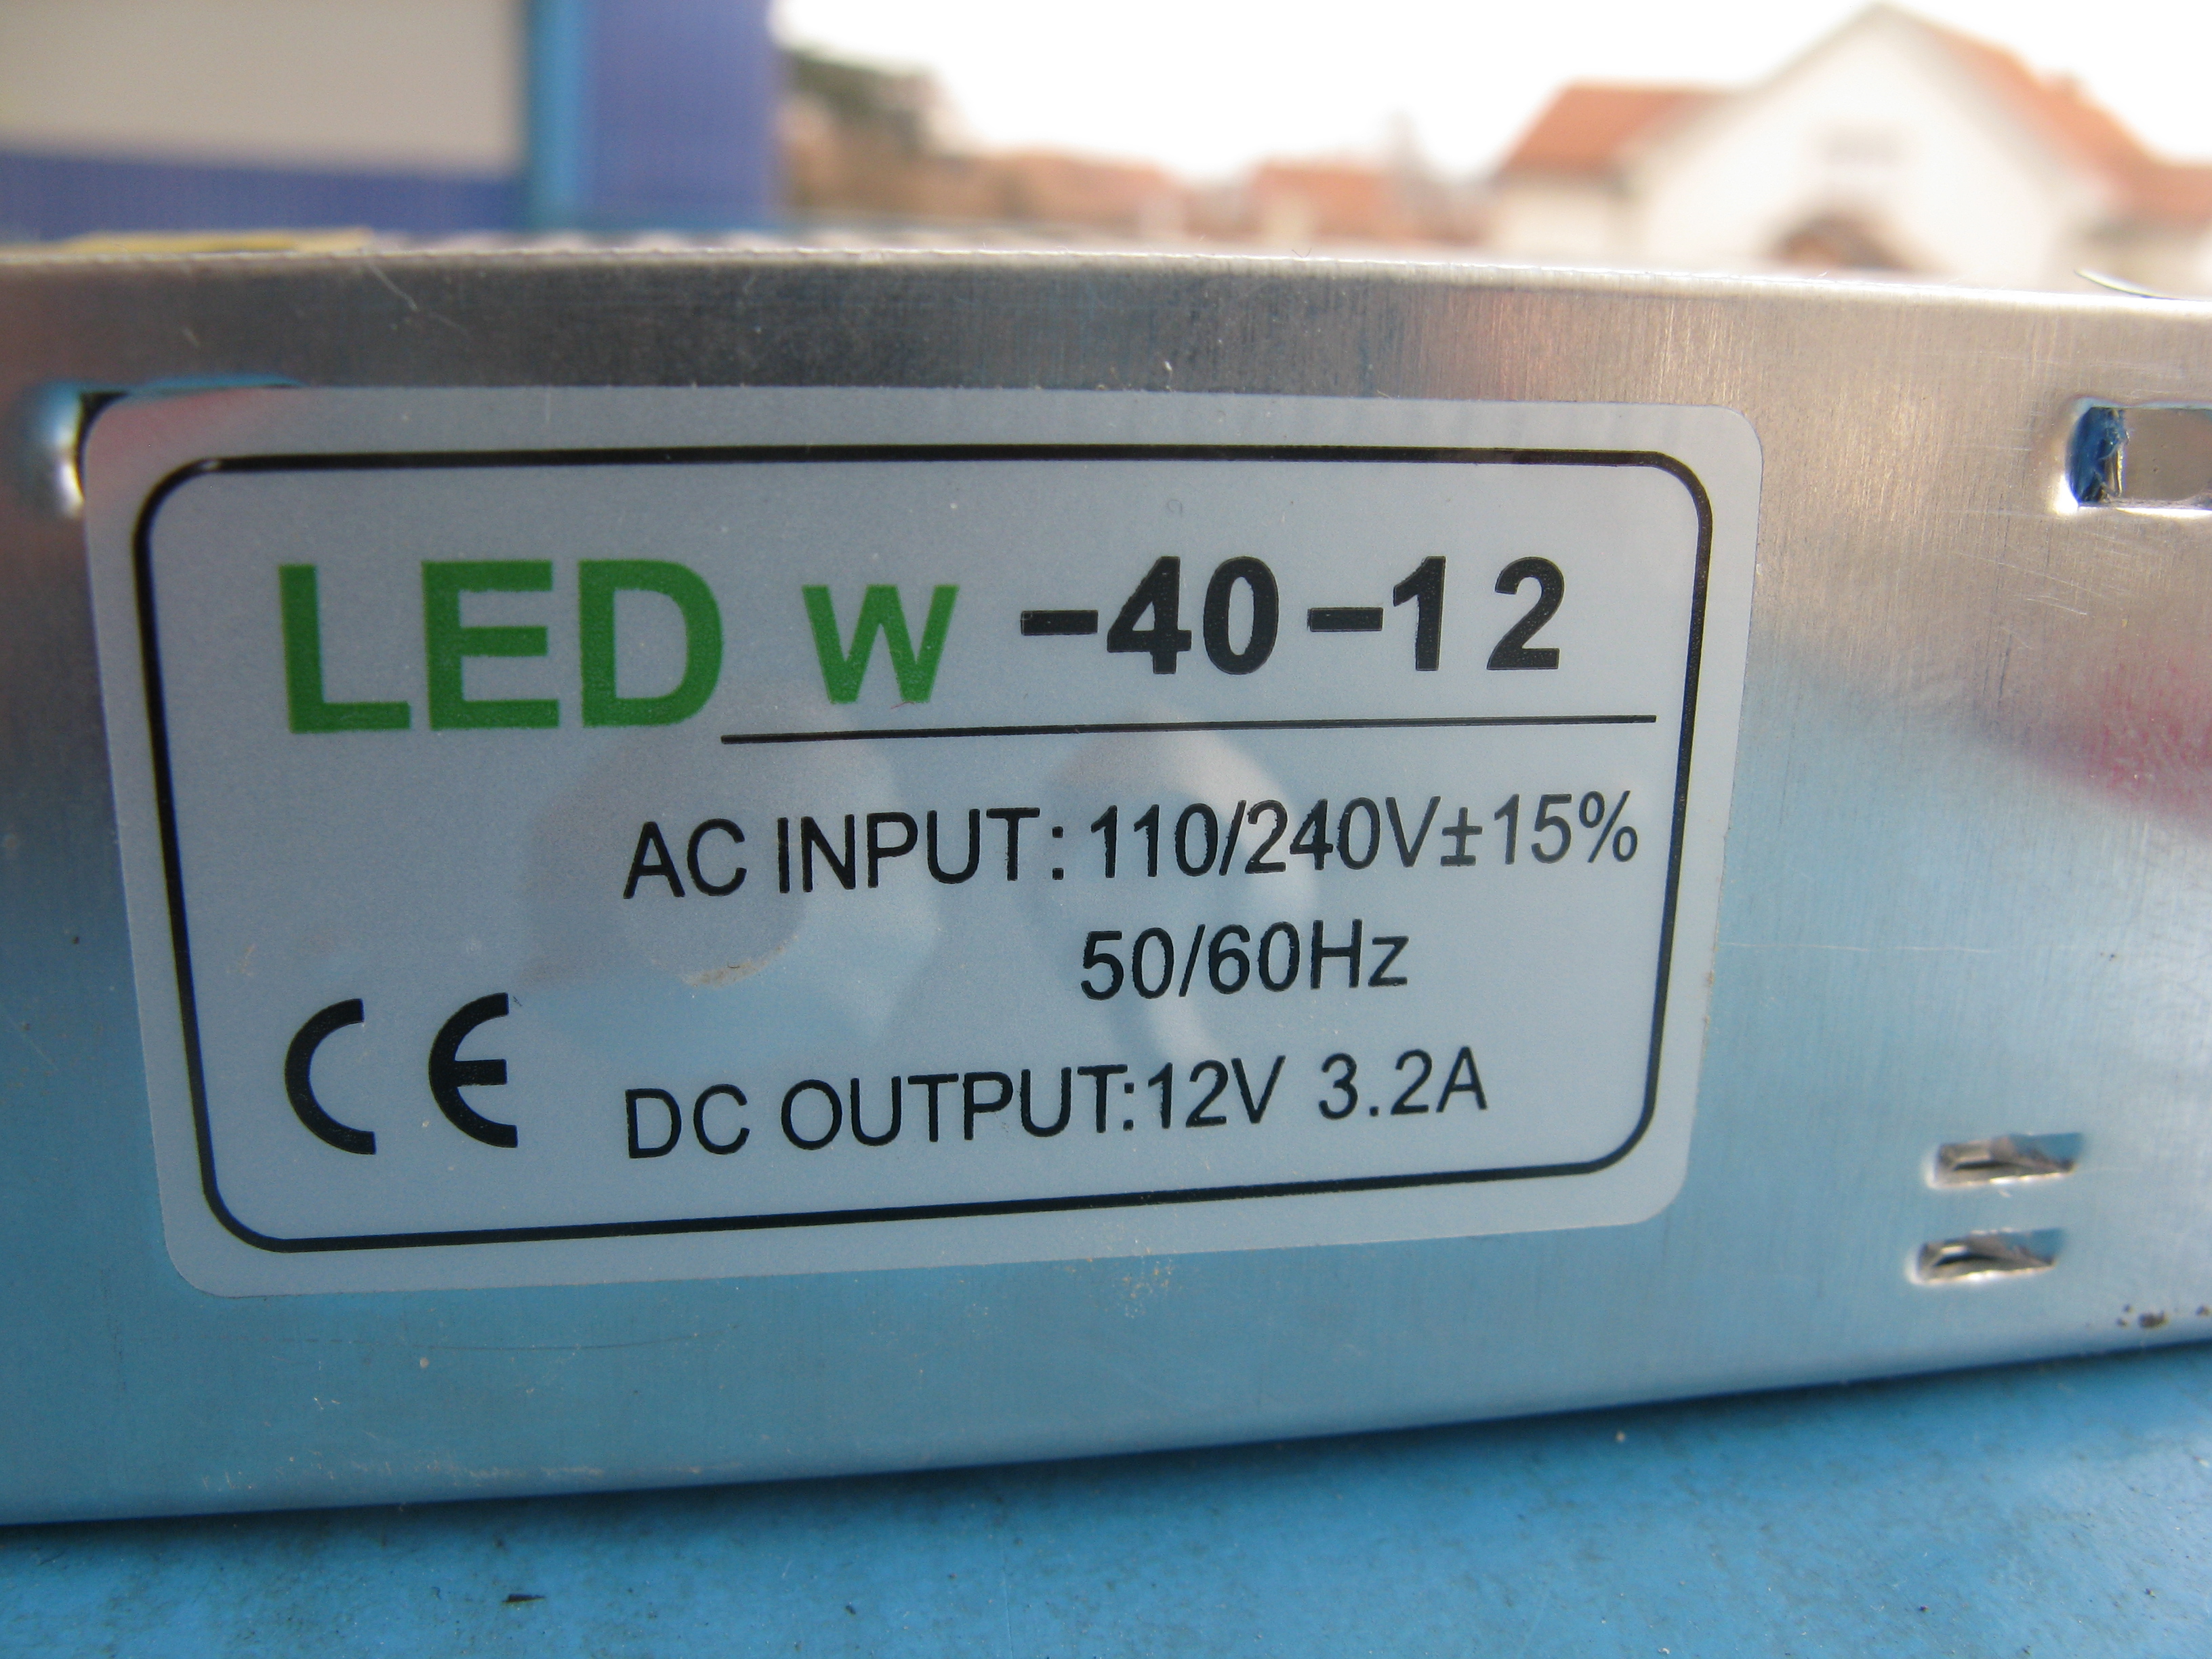 LED W -40-12
AC INPUT: 110/240V±15%
50/60Hz
CE
DC OUTPUT:12V 3.2A